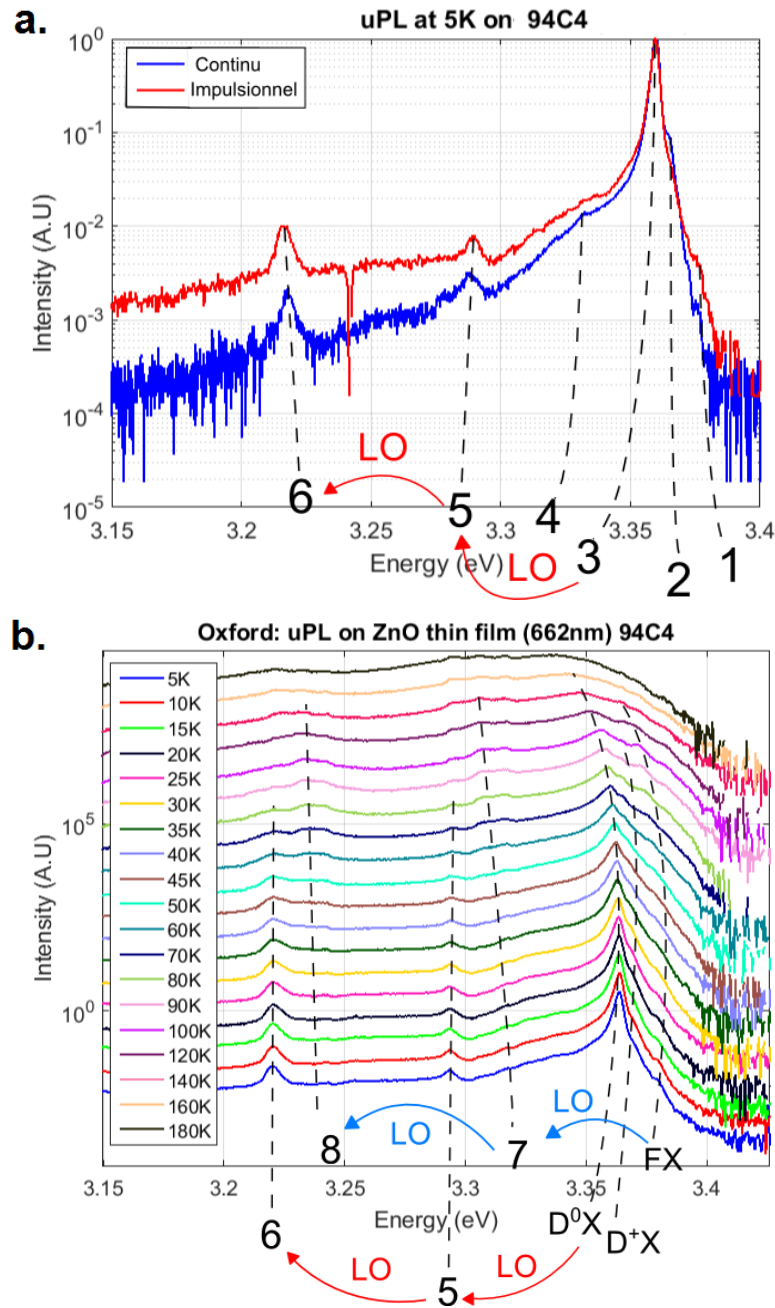 a.
uPL at 5K on 94C4
Continu
Impulsionnel
10^0
10^-1
10^-2
10^-3
10^-4
10^-5
Intensity (A.U)
3.15
3.2
3.25
3.3
3.35
3.4
Energy (eV)
LO
LO
6
5
4
3
2
1
b.
Oxford: uPL on ZnO thin film (662nm) 94C4
5K
10K
15K
20K
25K
30K
35K
40K
45K
50K
60K
70K
80K
90K
100K
120K
140K
160K
180K
10^5
10^0
Intensity (A.U)
LO
LO
8
7
FX
3.15
3.2
3.25
3.3
3.35
3.4
Energy (eV)
6
D^0X
D^+X
LO
LO
5